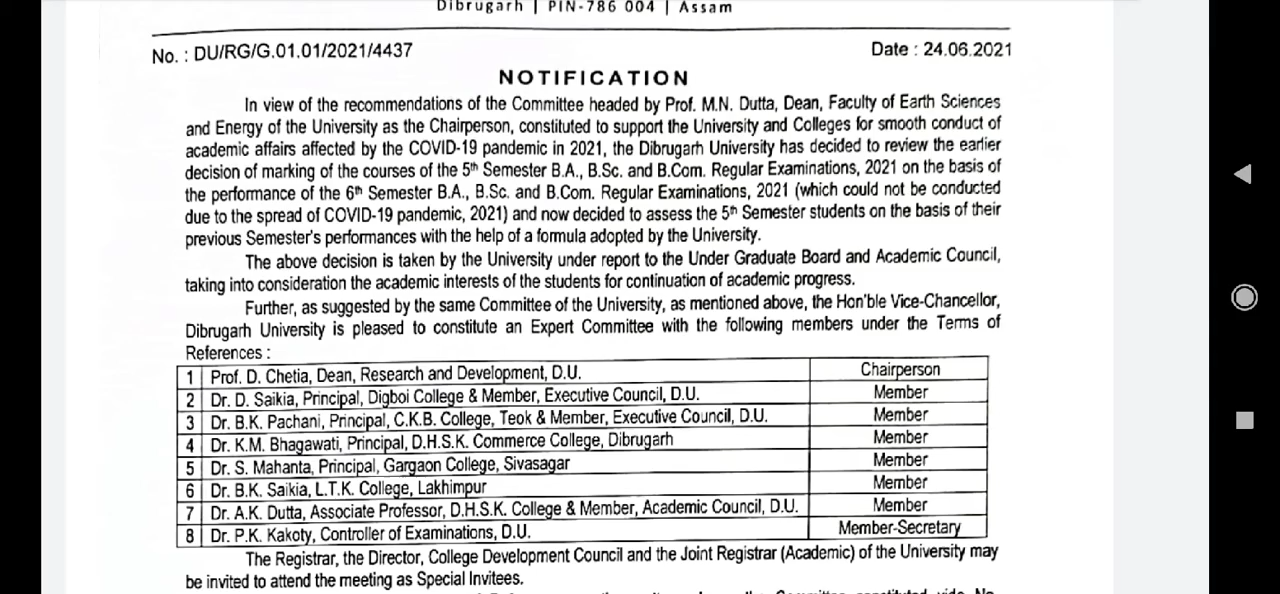 Dibrugarh | PIN-786 004 | Assam
No. : DU/RG/G.01.01/2021/4437 Date : 24.06.2021
NOTIFICATION
In view of the recommendations of the Committee headed by Prof. M.N. Dutta, Dean, Faculty of Earth Sciences
and Energy of the University as the Chairperson, constituted to support the University and Colleges for smooth conduct of
academic affairs affected by the COVID-19 pandemic in 2021, the Dibrugarh University has decided to review the earlier
decision of marking of the courses of the 5th Semester B.A., B.Sc. and B.Com. Regular Examinations, 2021 on the basis of
the performance of the 6th Semester B.A., B.Sc. and B.Com. Regular Examinations, 2021 (which could not be conducted
due to the spread of COVID-19 pandemic, 2021) and now decided to assess the 5th Semester students on the basis of their
previous Semester's performances with the help of a formula adopted by the University.
The above decision is taken by the University under report to the Under Graduate Board and Academic Council,
taking into consideration the academic interests of the students for continuation of academic progress.
Further, as suggested by the same Committee of the University, as mentioned above, the Hon'ble Vice-Chancellor,
Dibrugarh University is pleased to constitute an Expert Committee with the following members under the Terms of
References :
1 Prof. D. Chetia, Dean, Research and Development, D.U. Chairperson
2 Dr. D. Saikia, Principal, Digboi College & Member, Executive Council, D.U. Member
3 Dr. B.K. Pachani, Principal, C.K.B. College, Teok & Member, Executive Council, D.U. Member
4 Dr. K.M. Bhagawati, Principal, D.H.S.K. Commerce College, Dibrugarh Member
5 Dr. S. Mahanta, Principal, Gargaon College, Sivasagar Member
6 Dr. B.K. Saikia, L.T.K. College, Lakhimpur Member
7 Dr. A.K. Dutta, Associate Professor, D.H.S.K. College & Member, Academic Council, D.U. Member
8 Dr. P.K. Kakoty, Controller of Examinations, D.U. Member-Secretary
The Registrar, the Director, College Development Council and the Joint Registrar (Academic) of the University may
be invited to attend the meeting as Special Invitees.
the Committee constituted vide No.